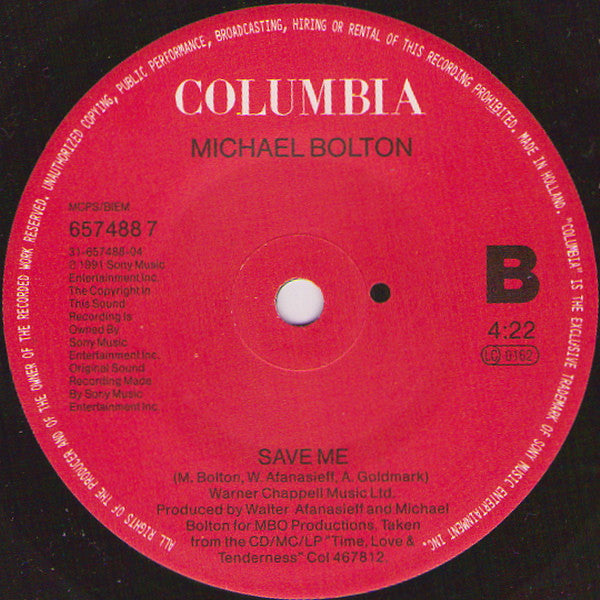 ALL RIGHTS OF THE PRODUCER AND OF THE OWNER OF THE RECORDED WORK RESERVED. UNAUTHORIZED COPYING, PUBLIC PERFORMANCE, BROADCASTING, HIRING OR RENTAL OF THIS RECORDING PROHIBITED. MADE IN HOLLAND. "COLUMBIA" IS THE EXCLUSIVE TRADEMARK OF SONY MUSIC ENTERTAINMENT INC.
COLUMBIA
MICHAEL BOLTON
MCPS/BIEM
657488 7
31-657488-04
℗ 1991 Sony Music
Entertainment Inc.
The Copyright In
This Sound
Recording Is
Owned By
Sony Music
Entertainment Inc.
Original Sound
Recording Made
By Sony Music
Entertainment Inc
B
4:22
LC 0162
SAVE ME
(M. Bolton, W. Afanasieff, A. Goldmark)
Warner Chappell Music Ltd.
Produced by Walter Afanasieff and Michael
Bolton for MBO Productions, Taken
from the CD/MC/LP "Time, Love &
Tenderness" Col 467812